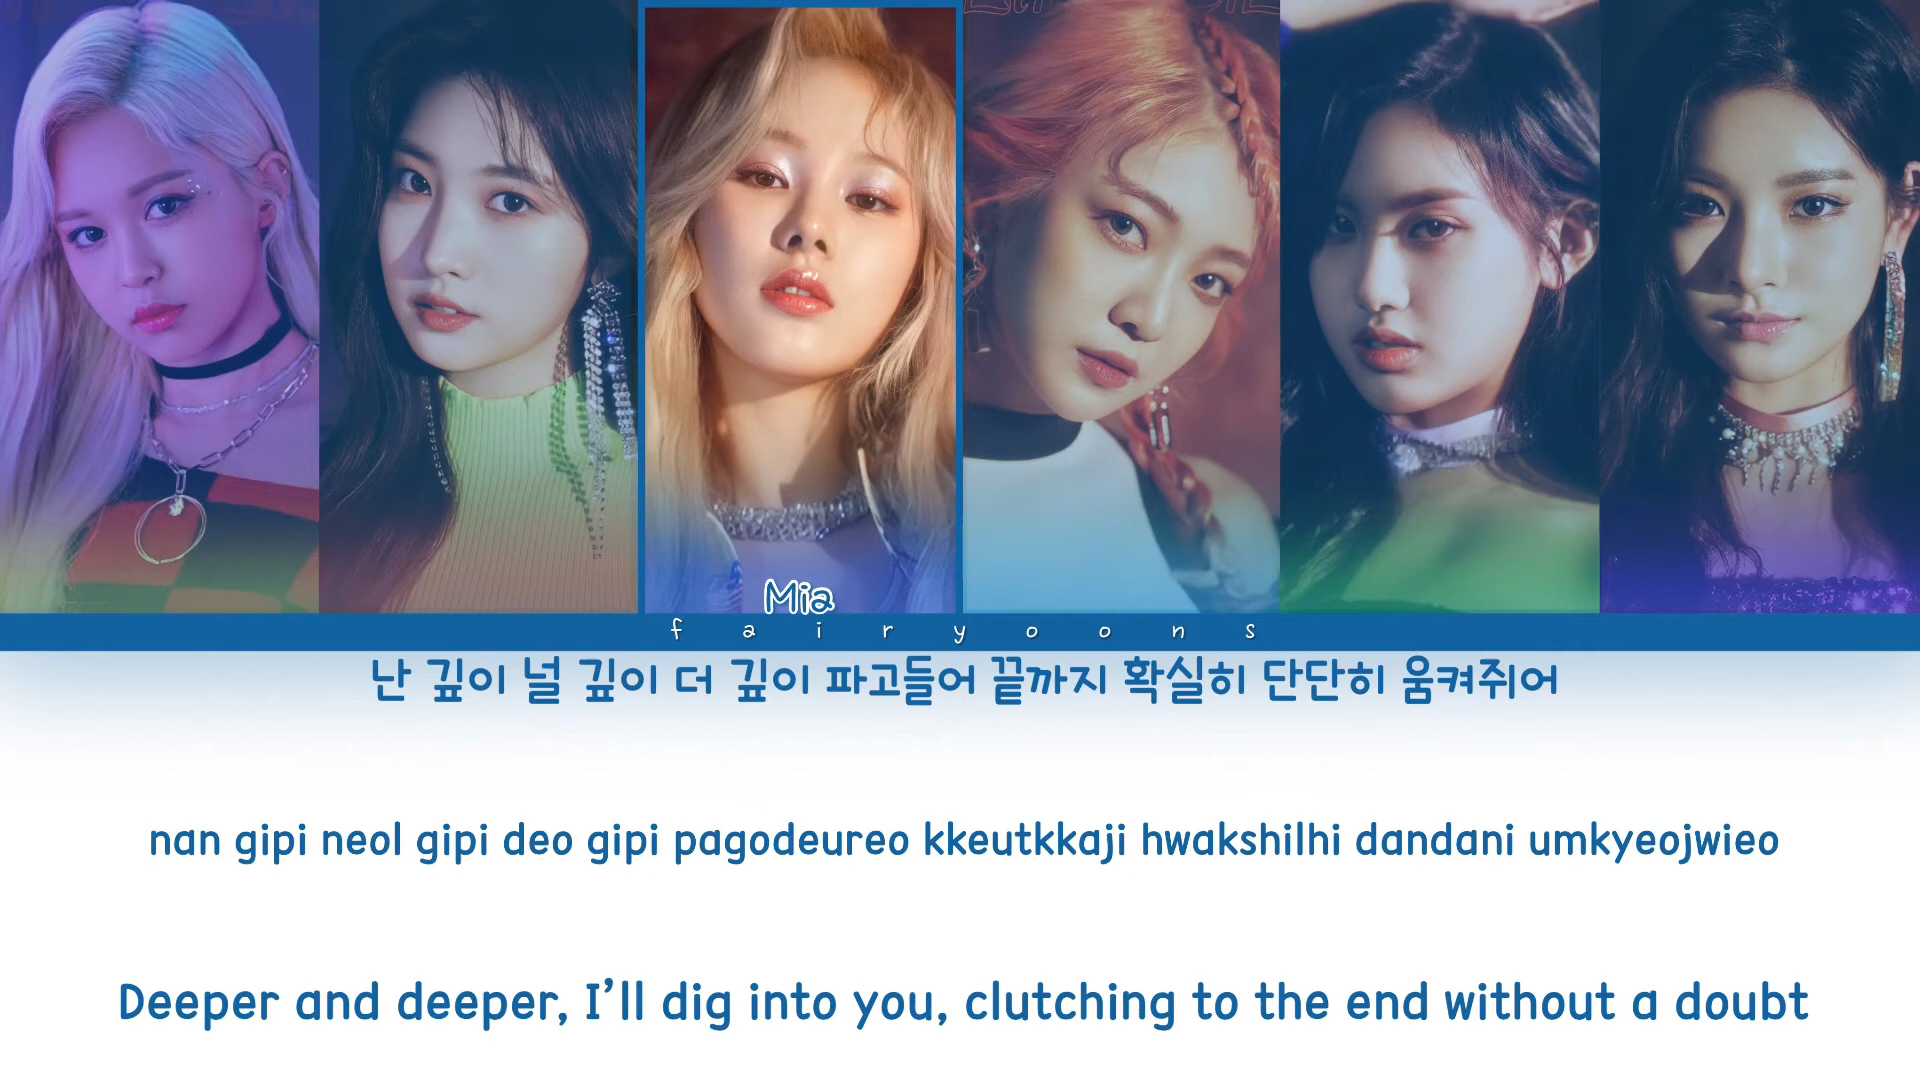 Mia
fairyoons
난 깊이 널 깊이 더 깊이 파고들어 끝까지 확실히 단단히 움켜쥐어
nan gipi neol gipi deo gipi pagodeureo kkeutkkaji hwakshilhi dandani umkyeojwieo
Deeper and deeper, I’ll dig into you, clutching to the end without a doubt